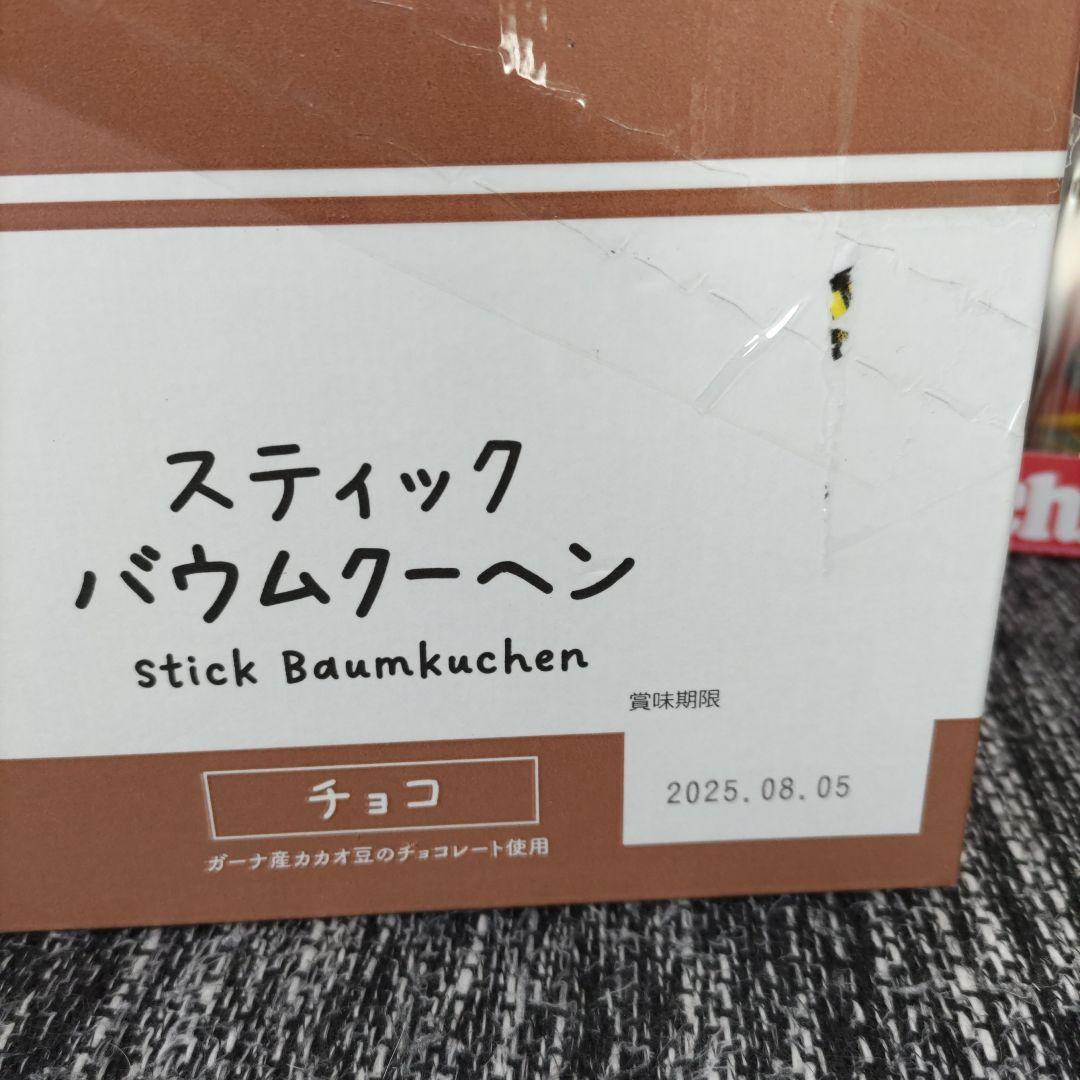 スティック
バウムクーヘン
stick Baumkuchen
賞味期限
2025.08.05
チョコ
ガーナ産カカオ豆のチョコレート使用
ch